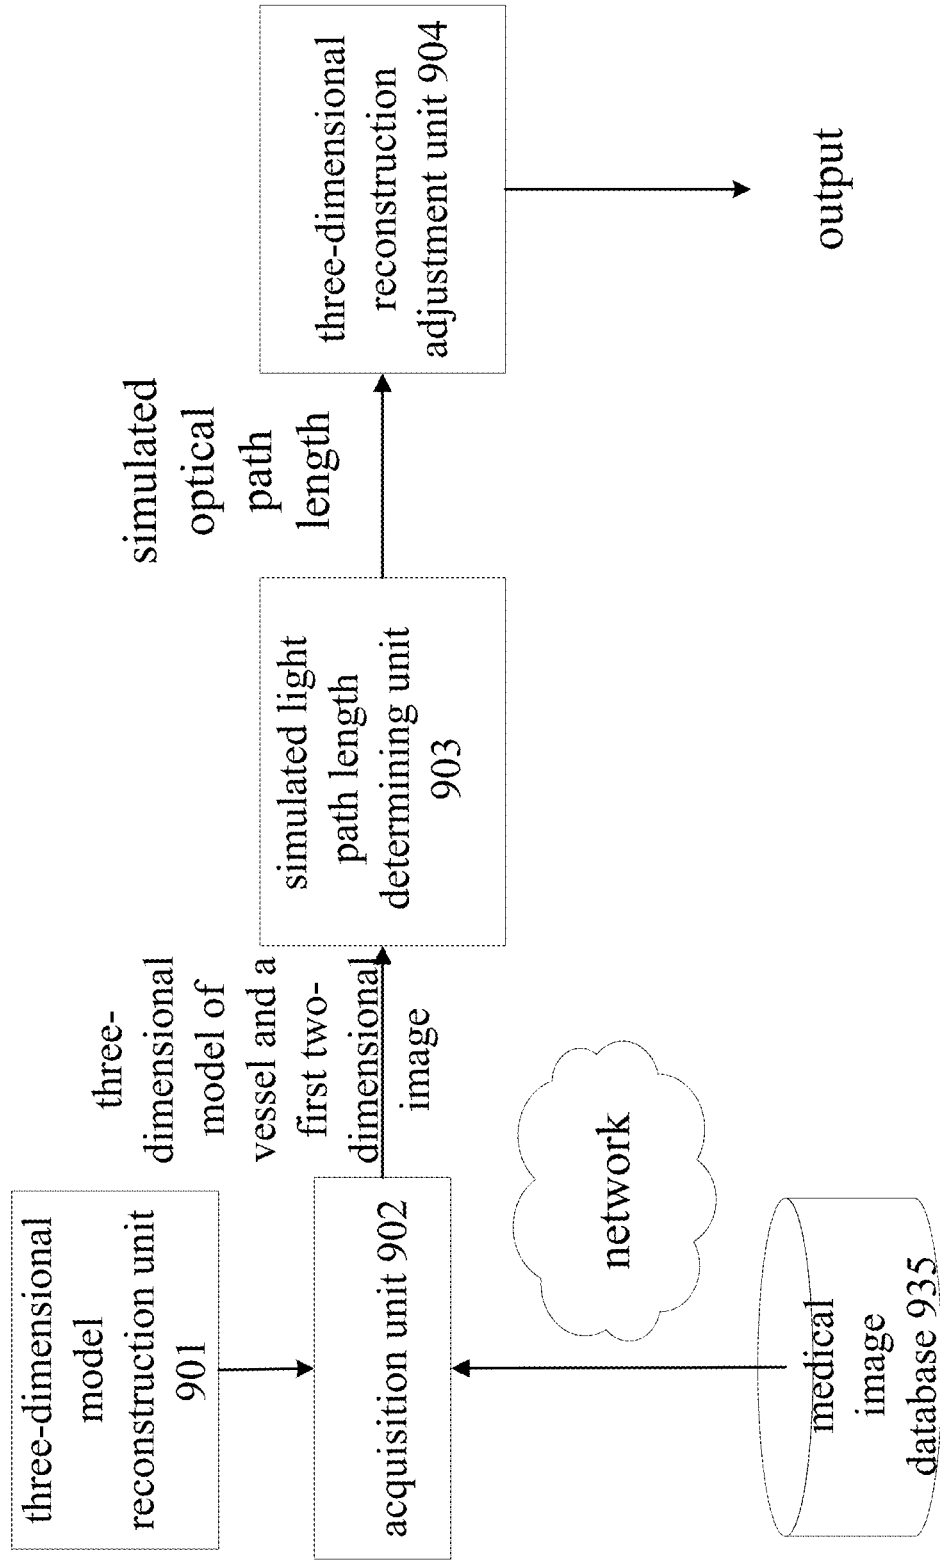 three-dimensional
model
reconstruction unit
901
acquisition unit 902
network
medical
image
database 935
three-
dimensional
model of
vessel and a
first two-
dimensional
image
simulated light
path length
determining unit
903
simulated
optical
path
length
three-dimensional
reconstruction
adjustment unit 904
output